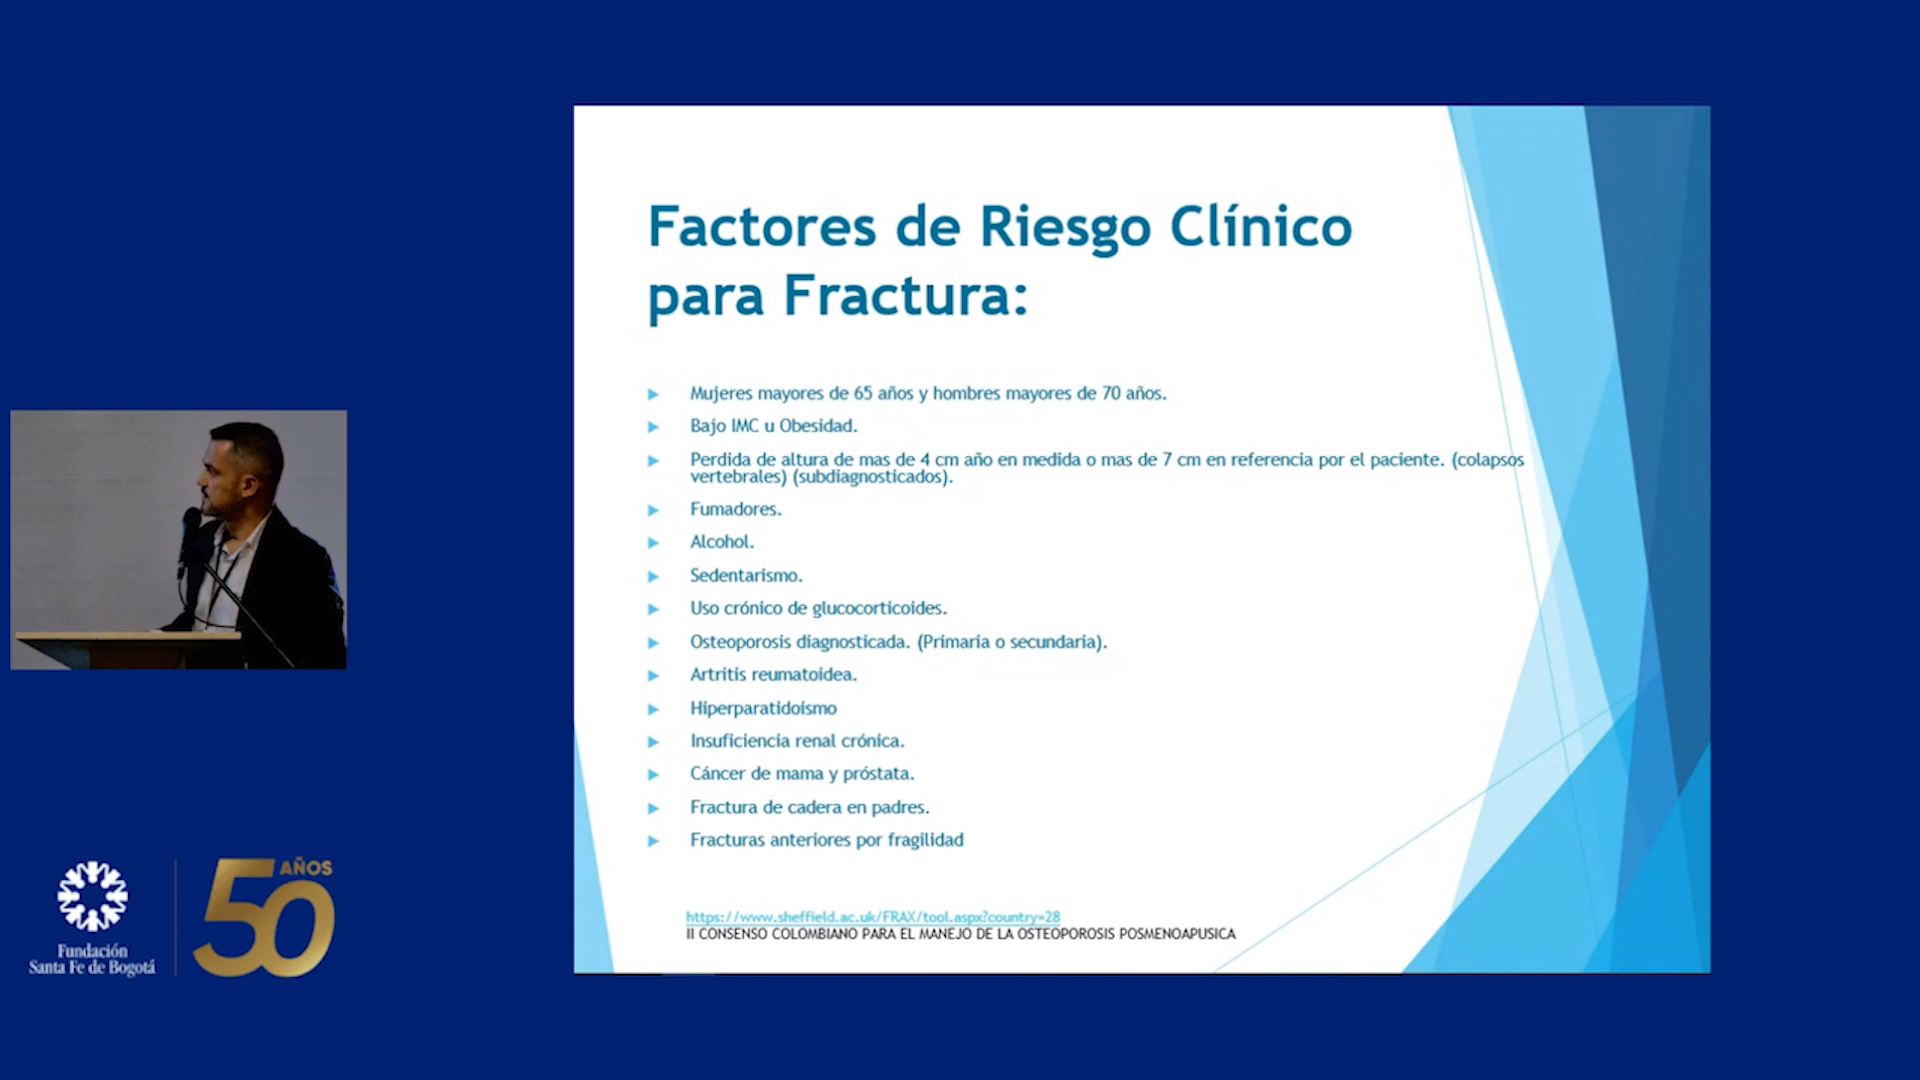 Factores de Riesgo Clínico
para Fractura:
Mujeres mayores de 65 años y hombres mayores de 70 años.
Bajo IMC u Obesidad.
Perdida de altura de mas de 4 cm año en medida o mas de 7 cm en referencia por el paciente. (colapsos
vertebrales) (subdiagnosticados).
Fumadores.
Alcohol.
Sedentarismo.
Uso crónico de glucocorticoides.
Osteoporosis diagnosticada. (Primaria o secundaria).
Artritis reumatoidea.
Hiperparatidoismo
Insuficiencia renal crónica.
Cáncer de mama y próstata.
Fractura de cadera en padres.
Fracturas anteriores por fragilidad
https://www.sheffield.ac.uk/FRAX/tool.aspx?country=28
II CONSENSO COLOMBIANO PARA EL MANEJO DE LA OSTEOPOROSIS POSMENOAPUSICA
Fundación
Santa Fe de Bogotá
50 AÑOS